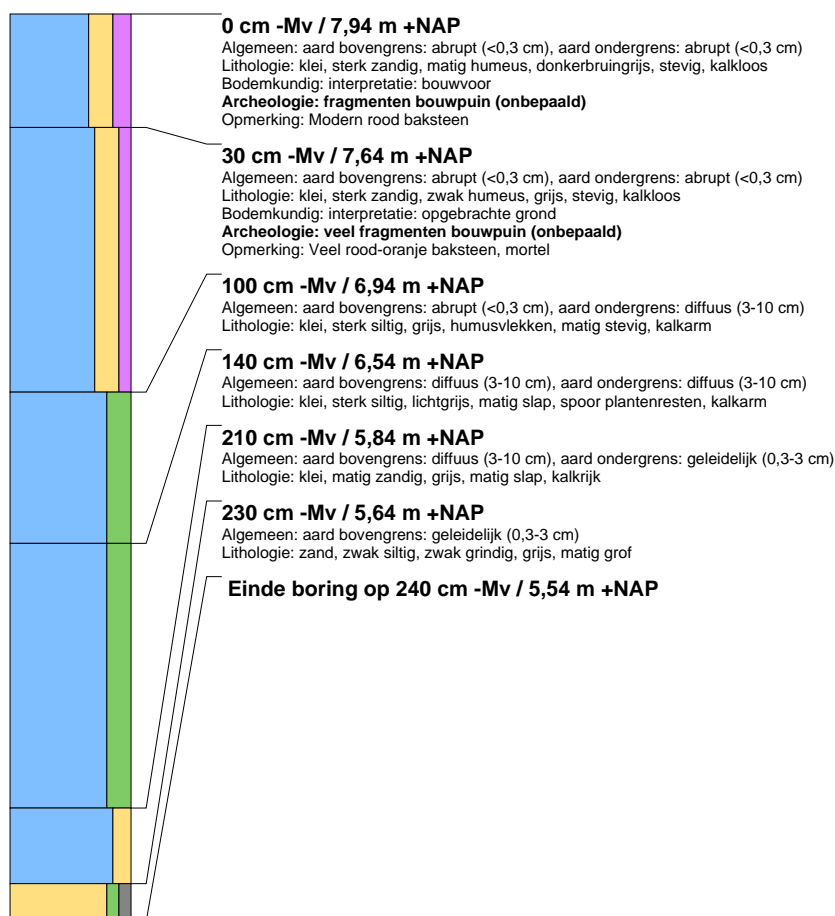 0 cm -Mv / 7,94 m +NAP
Algemeen: aard bovengrens: abrupt (<0,3 cm), aard ondergrens: abrupt (<0,3 cm)
Lithologie: klei, sterk zandig, matig humeus, donkerbruingrijs, stevig, kalkloos
Bodemkundig: interpretatie: bouwvoor
Archeologie: fragmenten bouwpuin (onbepaald)
Opmerking: Modern rood baksteen
30 cm -Mv / 7,64 m +NAP
Algemeen: aard bovengrens: abrupt (<0,3 cm), aard ondergrens: abrupt (<0,3 cm)
Lithologie: klei, sterk zandig, zwak humeus, grijs, stevig, kalkloos
Bodemkundig: interpretatie: opgebrachte grond
Archeologie: veel fragmenten bouwpuin (onbepaald)
Opmerking: Veel rood-oranje baksteen, mortel
100 cm -Mv / 6,94 m +NAP
Algemeen: aard bovengrens: abrupt (<0,3 cm), aard ondergrens: diffuus (3-10 cm)
Lithologie: klei, sterk siltig, grijs, humusvlekken, matig stevig, kalkarm
140 cm -Mv / 6,54 m +NAP
Algemeen: aard bovengrens: diffuus (3-10 cm), aard ondergrens: diffuus (3-10 cm)
Lithologie: klei, sterk siltig, lichtgrijs, matig slap, spoor plantenresten, kalkarm
210 cm -Mv / 5,84 m +NAP
Algemeen: aard bovengrens: diffuus (3-10 cm), aard ondergrens: geleidelijk (0,3-3 cm)
Lithologie: klei, matig zandig, grijs, matig slap, kalkrijk
230 cm -Mv / 5,64 m +NAP
Algemeen: aard bovengrens: geleidelijk (0,3-3 cm)
Lithologie: zand, zwak siltig, zwak grindig, grijs, matig grof
Einde boring op 240 cm -Mv / 5,54 m +NAP